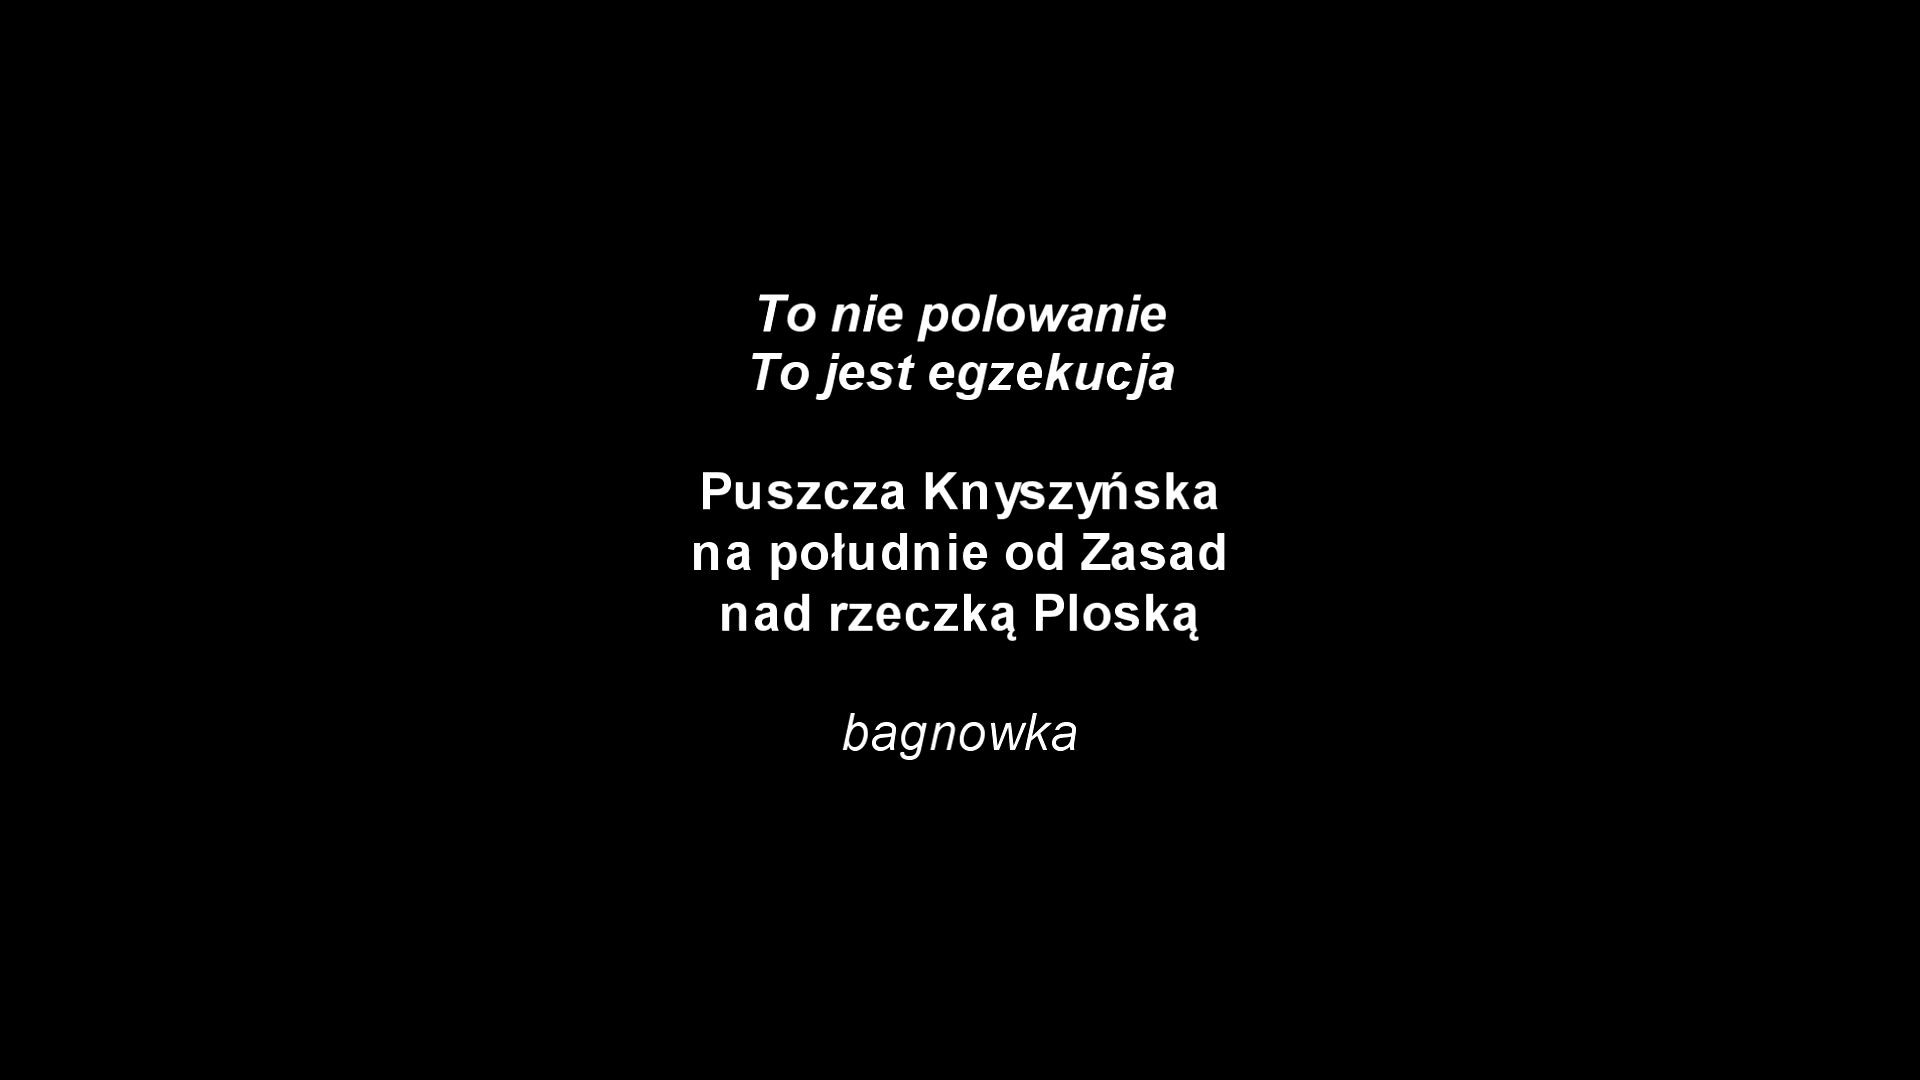 To nie polowanie
To jest egzekucja
Puszcza Knyszyńska
na południe od Zasad
nad rzeczką Ploską
bagnowka